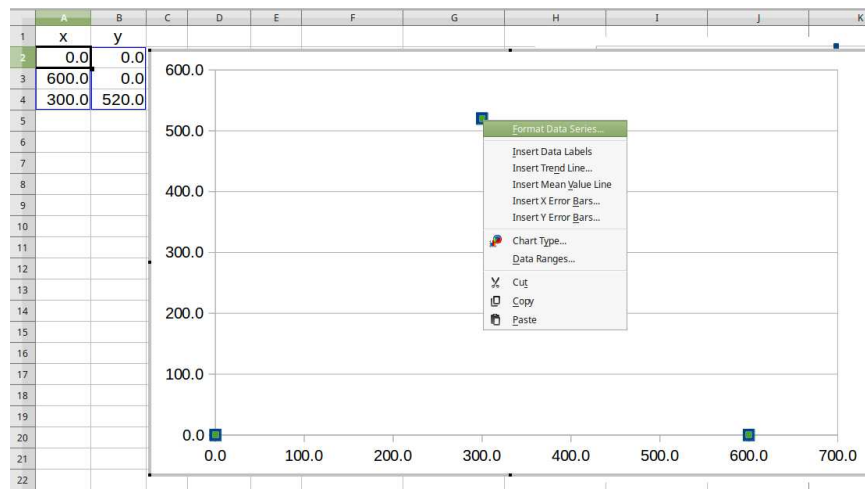 A B C D E F G H I J K
1 x y
2 0.0 0.0
3 600.0 0.0
4 300.0 520.0
5
6
7
8
9
10
11
12
13
14
15
16
17
18
19
20
21
22
600.0
500.0
400.0
300.0
200.0
100.0
0.0
0.0 100.0 200.0 300.0 400.0 500.0 600.0 700.0
Format Data Series...
Insert Data Labels
Insert Trend Line...
Insert Mean Value Line
Insert X Error Bars...
Insert Y Error Bars...
Chart Type...
Data Ranges...
Cut
Copy
Paste